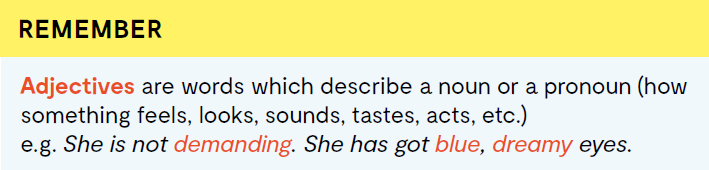 REMEMBER
Adjectives are words which describe a noun or a pronoun (how
something feels, looks, sounds, tastes, acts, etc.)
e.g. She is not demanding. She has got blue, dreamy eyes.